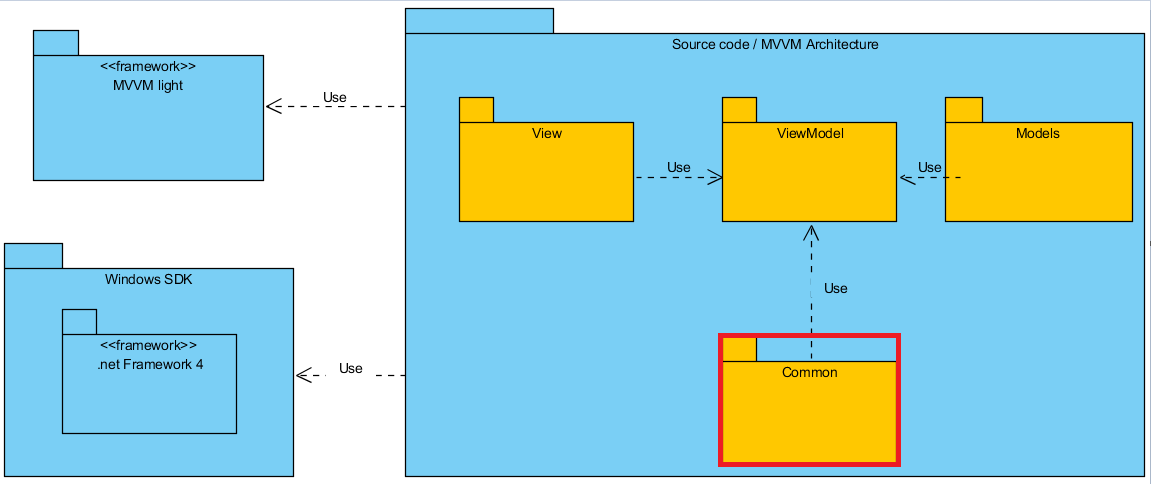 Source code / MVVM Architecture
<<framework>>
MVVM light
Use
View
Use
ViewModel
Use
Models
Windows SDK
<<framework>>
.net Framework 4
Use
Use
Common